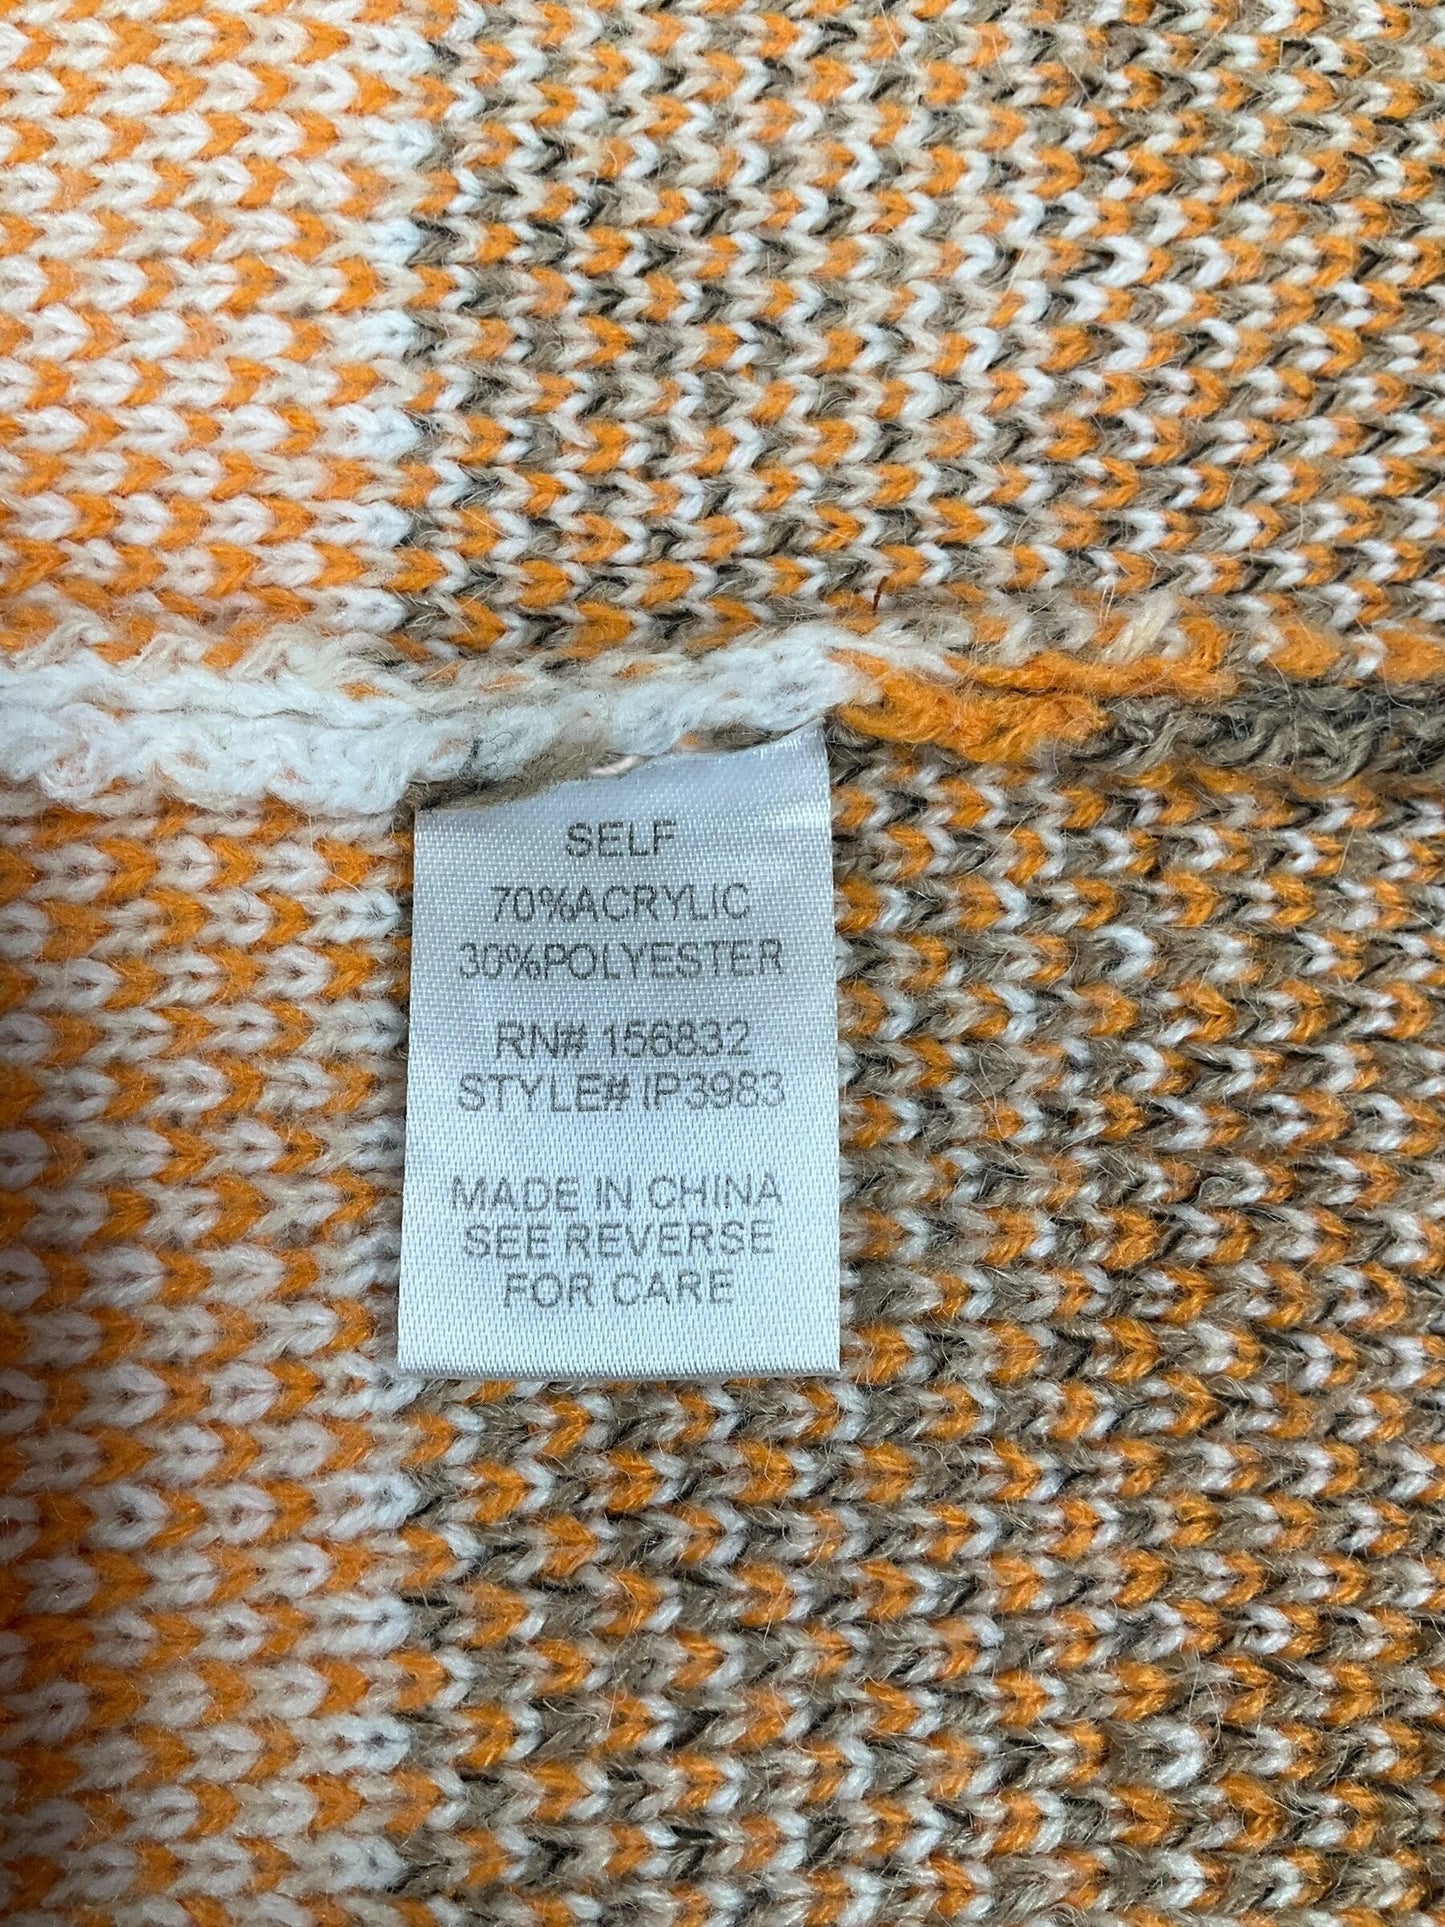 SELF
70%ACRYLIC
30%POLYESTER
RN# 156832
STYLE# IP3983
MADE IN CHINA
SEE REVERSE
FOR CARE